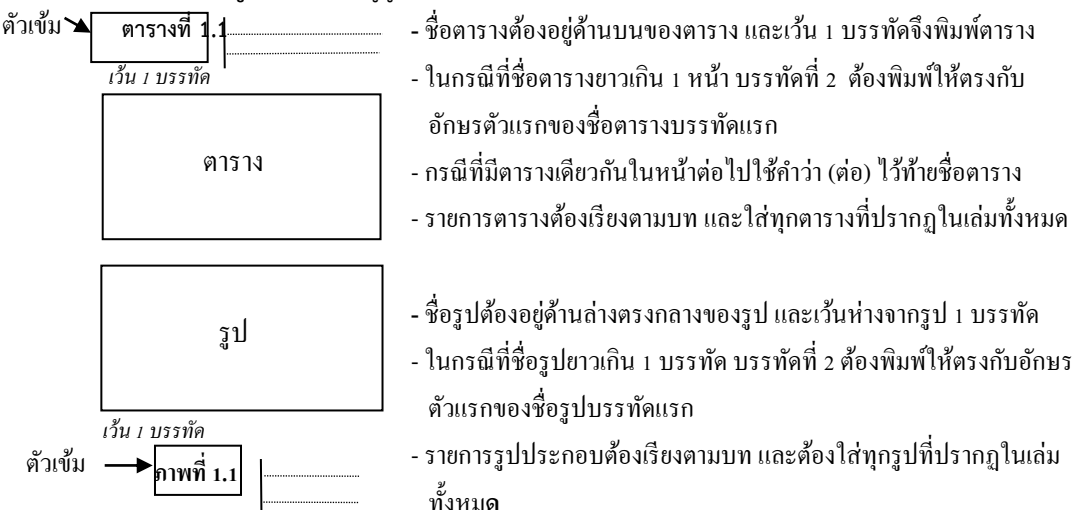 ตัวเข้ม
ตารางที่ 1.1
เว้น 1 บรรทัด
ตาราง
- ชื่อตารางต้องอยู่ด้านบนของตาราง และเว้น 1 บรรทัดจึงพิมพ์ตาราง
- ในกรณีที่ชื่อตารางยาวเกิน 1 หน้า บรรทัดที่ 2 ต้องพิมพ์ให้ตรงกับ
อักษรตัวแรกของชื่อตารางบรรทัดแรก
- กรณีที่มีตารางเดียวกันในหน้าต่อไปใช้คำว่า (ต่อ) ไว้ท้ายชื่อตาราง
- รายการตารางต้องเรียงตามบท และใส่ทุกตารางที่ปรากฏในเล่มทั้งหมด
รูป
เว้น 1 บรรทัด
ตัวเข้ม
ภาพที่ 1.1
- ชื่อรูปต้องอยู่ด้านล่างตรงกลางของรูป และเว้นห่างจากรูป 1 บรรทัด
- ในกรณีที่ชื่อรูปยาวเกิน 1 บรรทัด บรรทัดที่ 2 ต้องพิมพ์ให้ตรงกับอักษร
ตัวแรกของชื่อรูปบรรทัดแรก
- รายการรูปประกอบต้องเรียงตามบท และต้องใส่ทุกรูปที่ปรากฏในเล่ม
ทั้งหมด